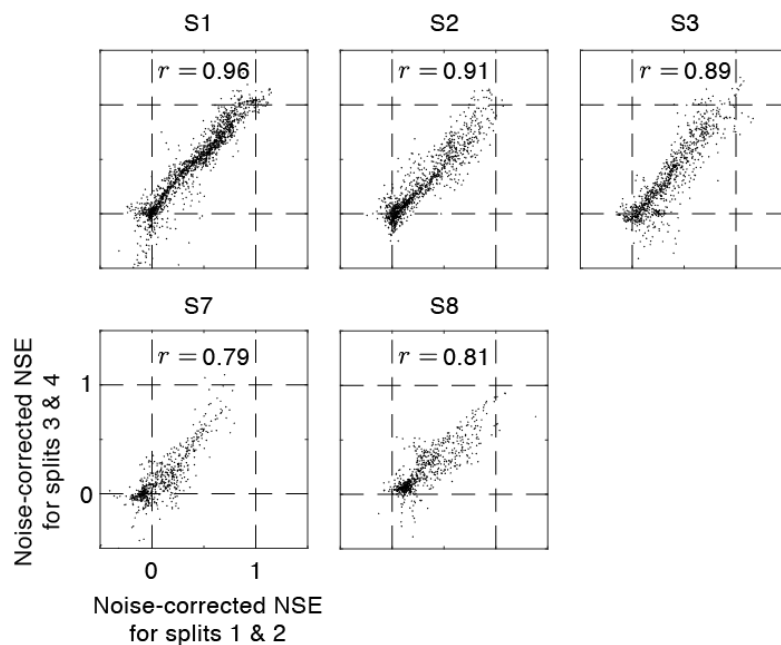 S1
S2
S3
r = 0.96
r = 0.91
r = 0.89
S7
S8
r = 0.79
r = 0.81
Noise-corrected NSE
for splits 3 & 4
1
0
0
1
Noise-corrected NSE
for splits 1 & 2